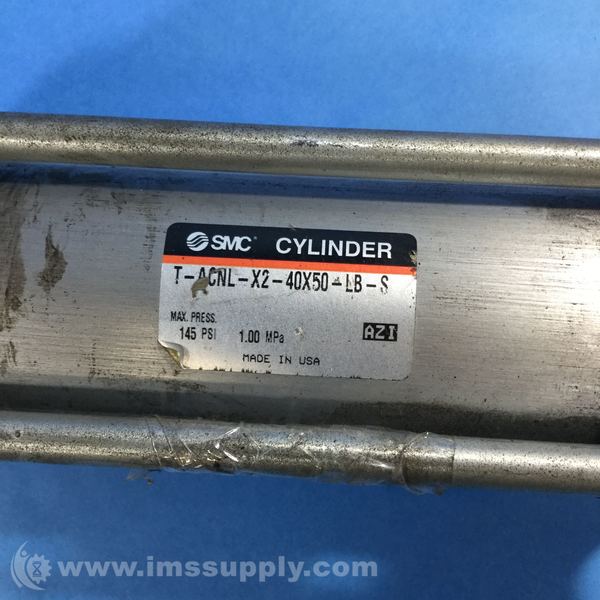 SMC CYLINDER
T-ACNL-X2-40X50-LB-S
MAX. PRESS.
145 PSI 1.00 MPa AZI
MADE IN USA
www.imssupply.com